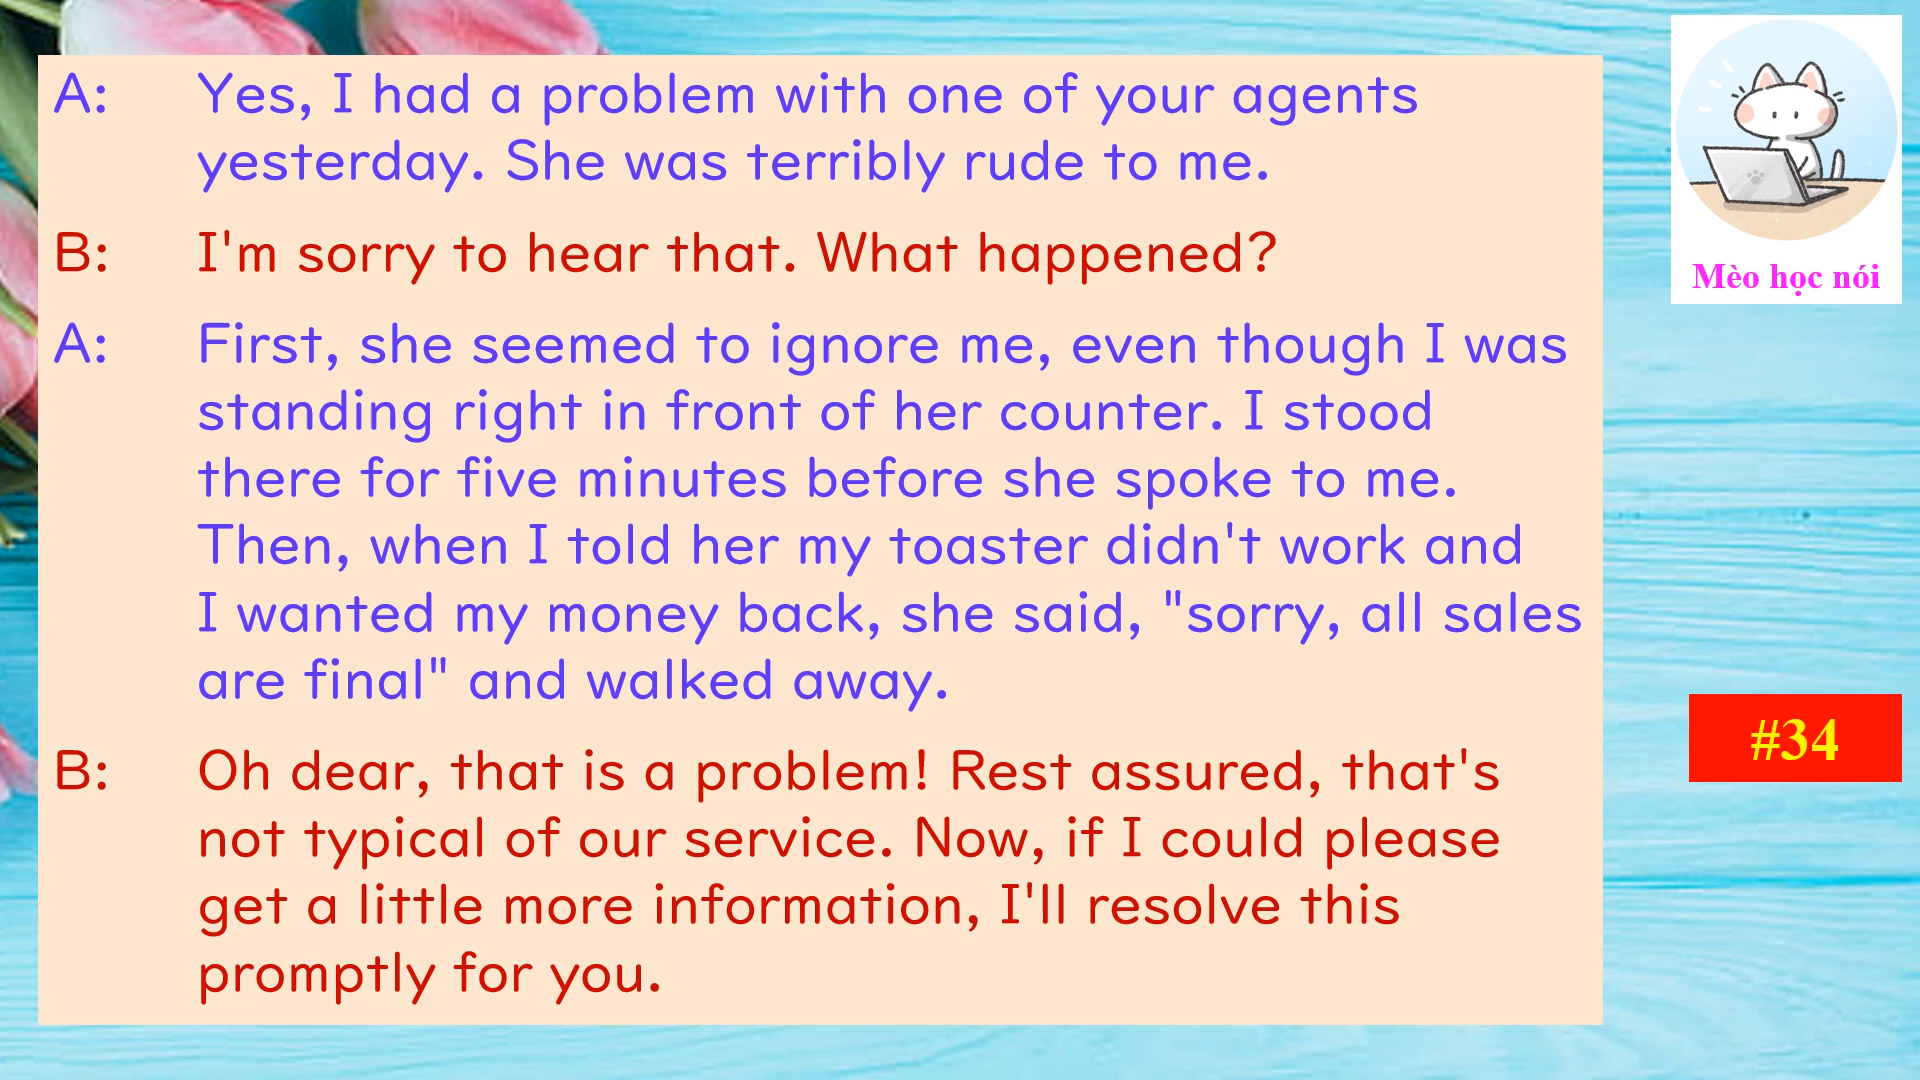 A: Yes, I had a problem with one of your agents
yesterday. She was terribly rude to me.
B: I'm sorry to hear that. What happened?
A: First, she seemed to ignore me, even though I was
standing right in front of her counter. I stood
there for five minutes before she spoke to me.
Then, when I told her my toaster didn't work and
I wanted my money back, she said, "sorry, all sales
are final" and walked away.
B: Oh dear, that is a problem! Rest assured, that's
not typical of our service. Now, if I could please
get a little more information, I'll resolve this
promptly for you.
Mèo học nói
#34